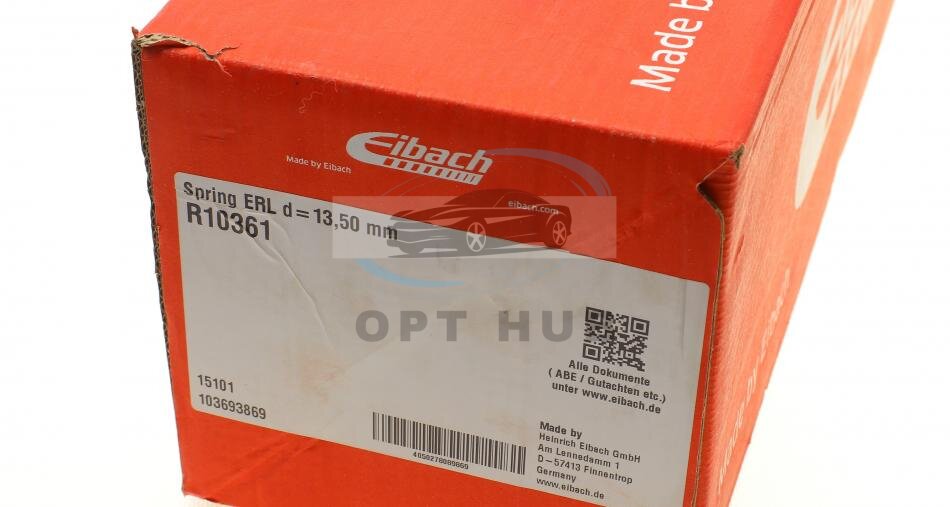 Made b
Eibach
Made by Eibach
eibach.com
Spring ERL d=13,50 mm
R10361
OPT HU
Alle Dokumente
( ABE / Gutachten etc.)
unter www.eibach.de
15101
103693869
4050278089869
Made by
Heinrich Eibach GmbH
Am Lennedamm 1
D-57413 Finnentrop
Germany
www.eibach.de